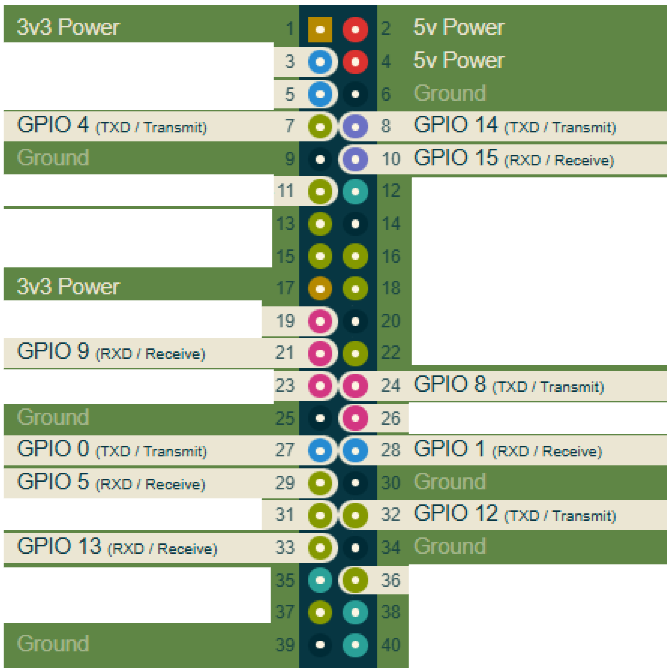 3v3 Power 1 2 5v Power
3 4 5v Power
5 6 Ground
GPIO 4 (TXD / Transmit) 7 8 GPIO 14 (TXD / Transmit)
Ground 9 10 GPIO 15 (RXD / Receive)
11 12
13 14
15 16
3v3 Power 17 18
19 20
GPIO 9 (RXD / Receive) 21 22
23 24 GPIO 8 (TXD / Transmit)
Ground 25 26
GPIO 0 (TXD / Transmit) 27 28 GPIO 1 (RXD / Receive)
GPIO 5 (RXD / Receive) 29 30 Ground
31 32 GPIO 12 (TXD / Transmit)
GPIO 13 (RXD / Receive) 33 34 Ground
35 36
37 38
Ground 39 40